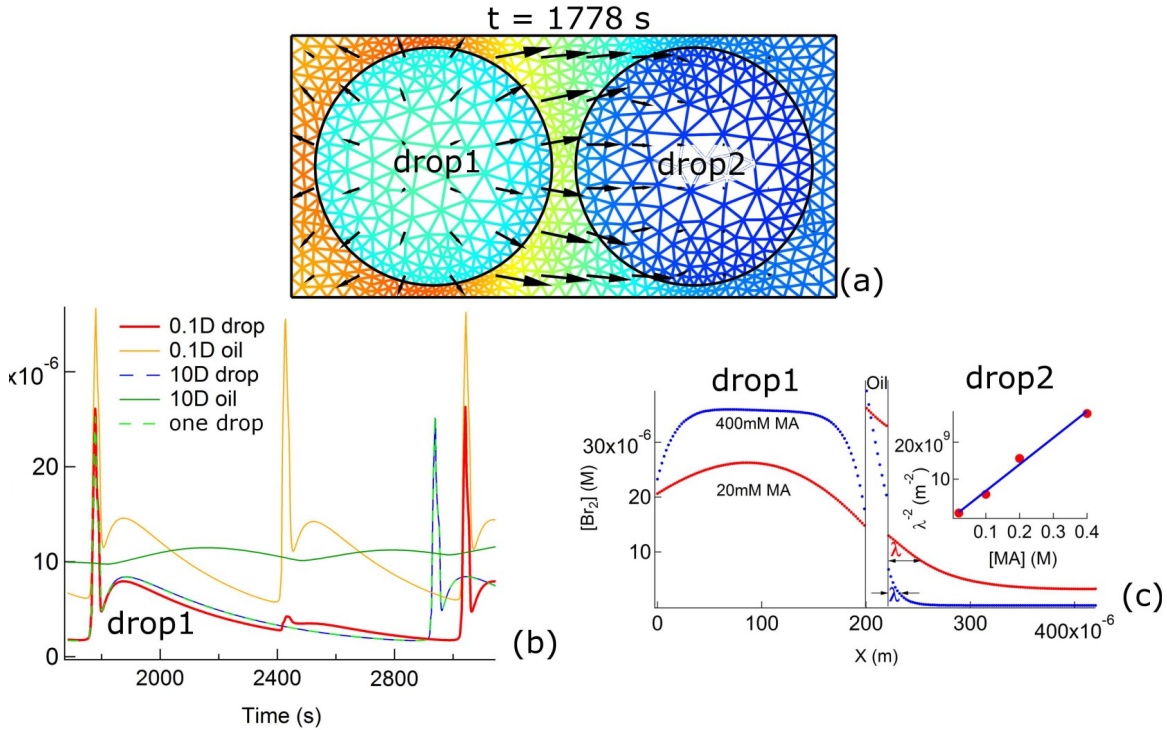 t = 1778 s
drop1
drop2
(a)
x10⁻⁶
20
10
0
0.1D drop
0.1D oil
10D drop
10D oil
one drop
drop1
2000
2400
2800
Time (s)
(b)
drop1
Oil
drop2
[Br₂] (M)
30x10⁻⁶
20
10
400mM MA
20mM MA
λ
λ
λ⁻² (m⁻²)
20x10⁹
10
0.1
0.2
0.3
0.4
[MA] (M)
0
100
200
300
400x10⁻⁶
X (m)
(c)